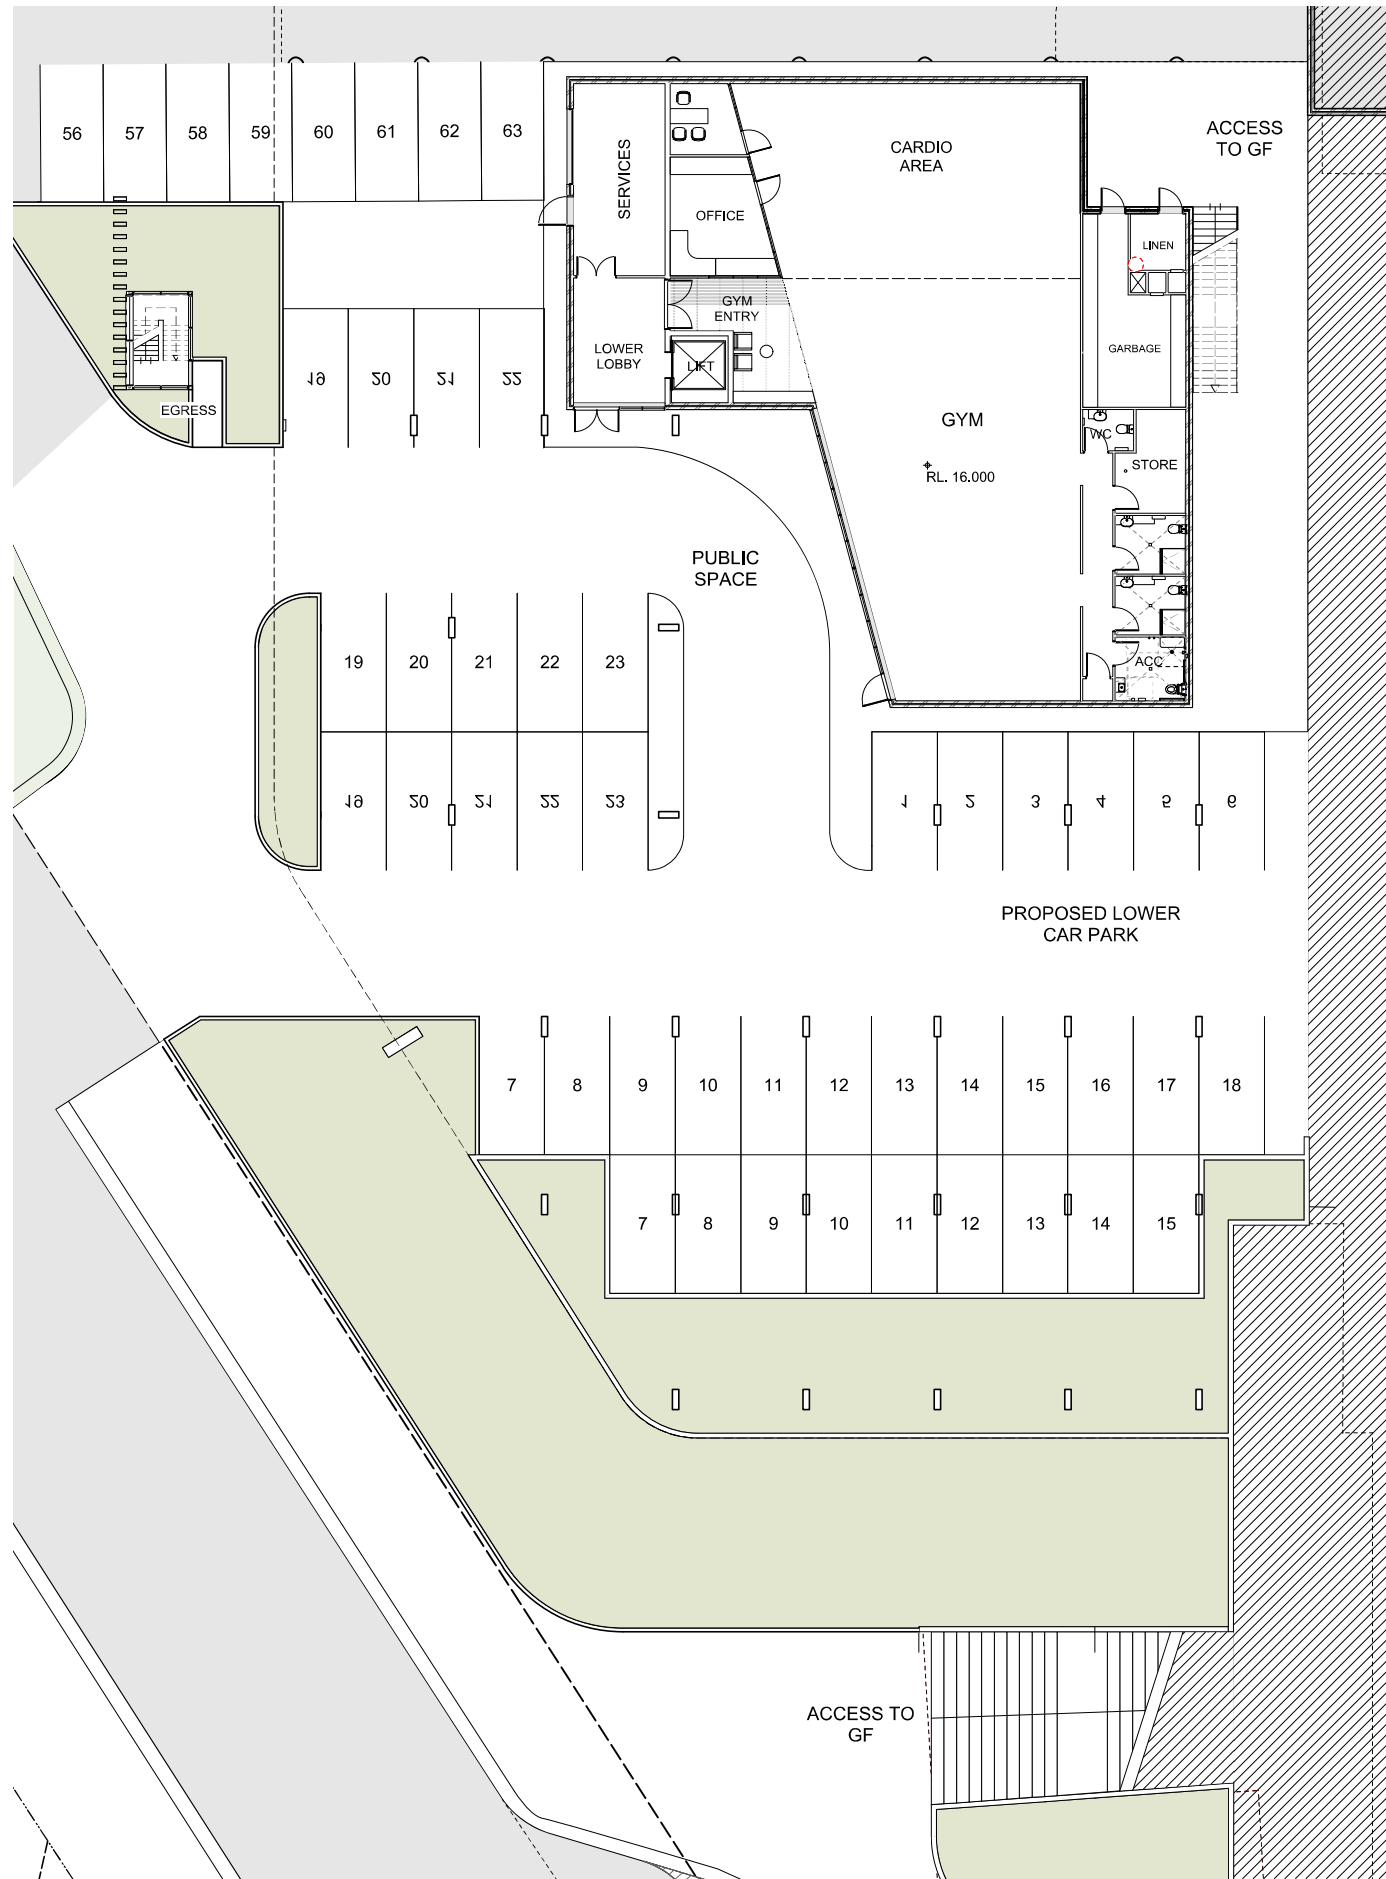 56 57 58 59 60 61 62 63
SERVICES
CARDIO
AREA
ACCESS
TO GF
OFFICE
LINEN
GYM
ENTRY
LOWER
LOBBY
LIFT
GARBAGE
19 20 21 22
EGRESS
GYM
WC
STORE
RL. 16.000
PUBLIC
SPACE
19 20 21 22 23
ACC
19 20 21 22 23
1 2 3 4 5 6
PROPOSED LOWER
CAR PARK
7 8 9 10 11 12 13 14 15 16 17 18
7 8 9 10 11 12 13 14 15
ACCESS TO
GF